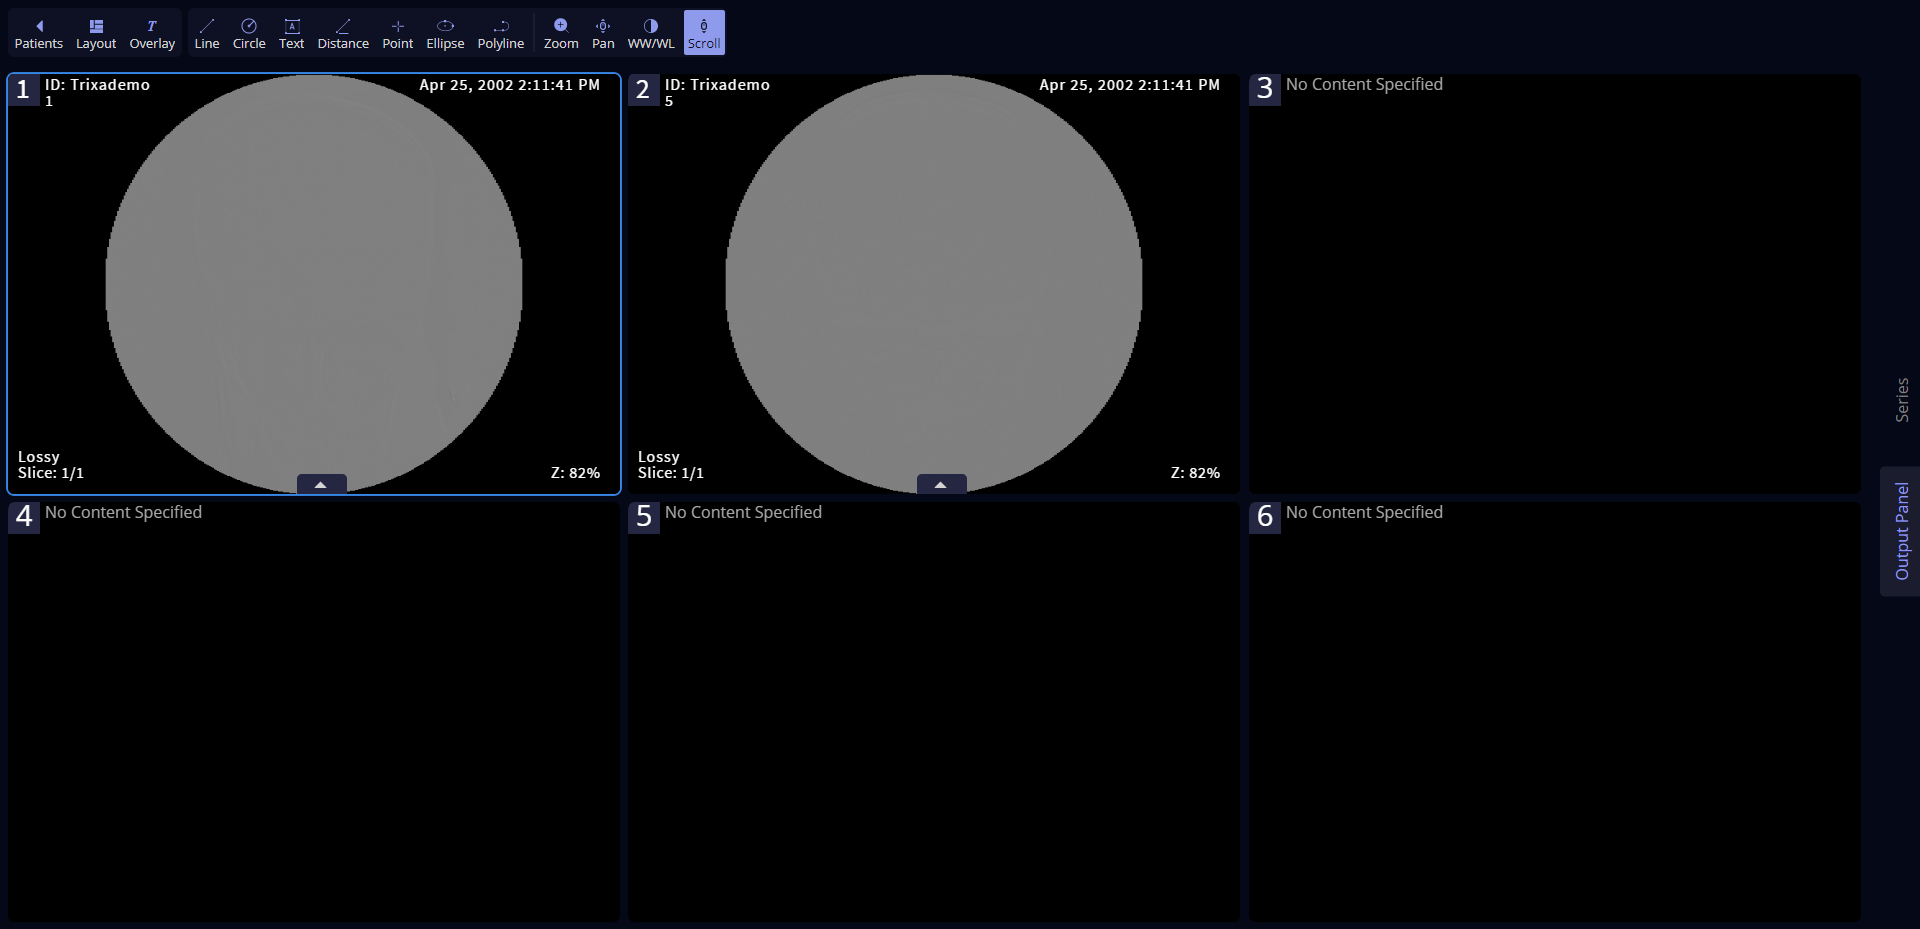 Patients Layout Overlay Line Circle Text Distance Point Ellipse Polyline Zoom Pan WW/WL Scroll
1 ID: Trixademo Apr 25, 2002 2:11:41 PM
1
Lossy
Slice: 1/1 Z: 82%
2 ID: Trixademo Apr 25, 2002 2:11:41 PM
5
Lossy
Slice: 1/1 Z: 82%
3 No Content Specified
4 No Content Specified
5 No Content Specified
6 No Content Specified
Series
Output Panel